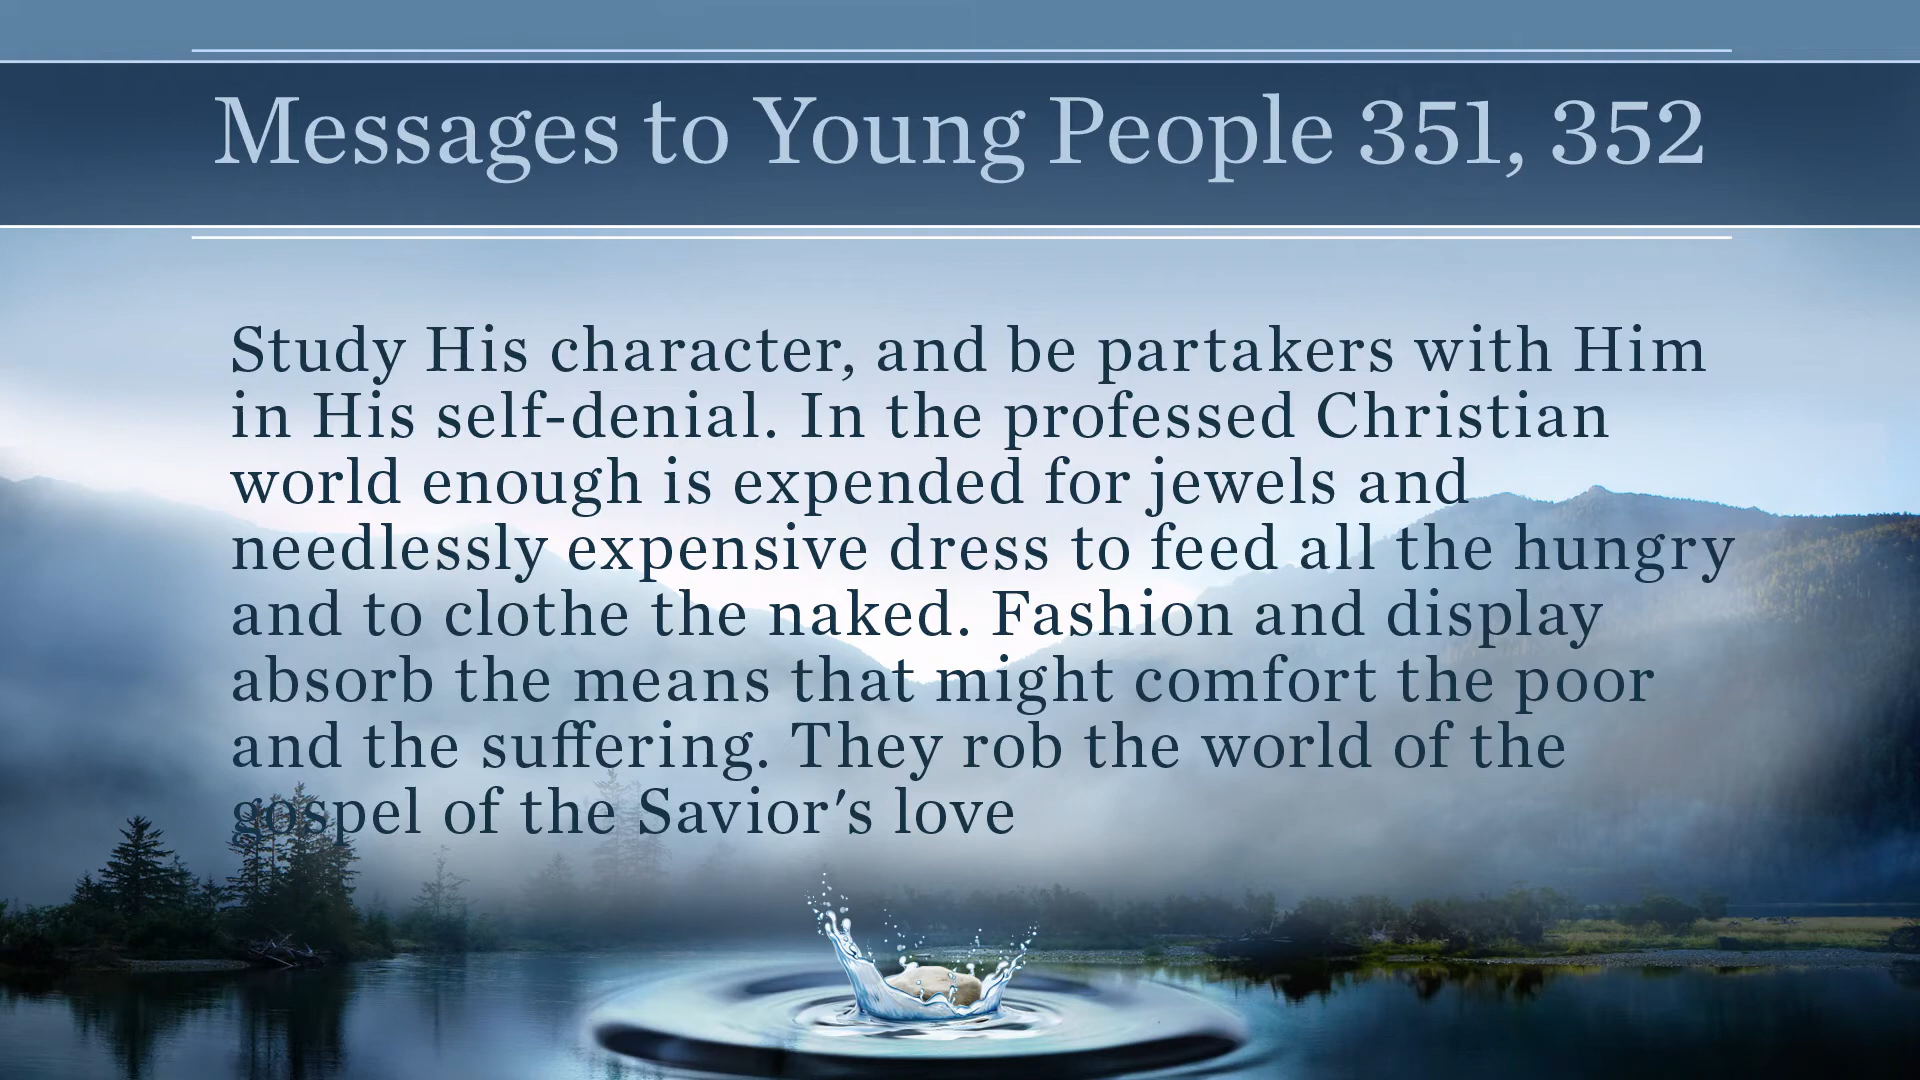 Messages to Young People 351, 352
Study His character, and be partakers with Him
in His self-denial. In the professed Christian
world enough is expended for jewels and
needlessly expensive dress to feed all the hungry
and to clothe the naked. Fashion and display
absorb the means that might comfort the poor
and the suffering. They rob the world of the
gospel of the Savior's love